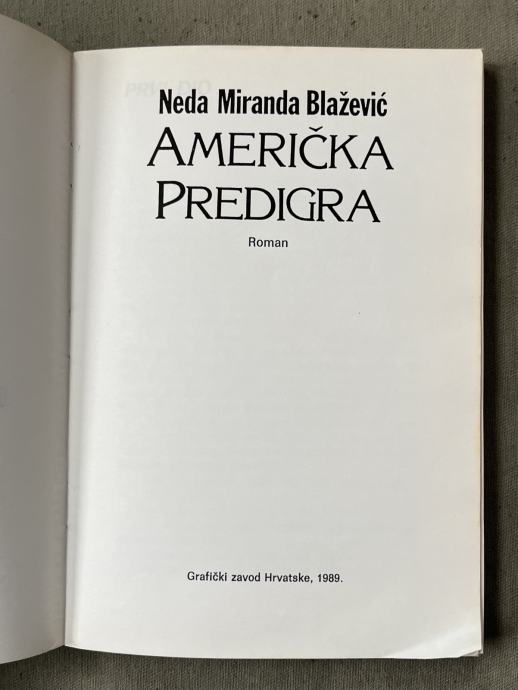 Neda Miranda Blažević
AMERIČKA
PREDIGRA
Roman
Grafički zavod Hrvatske, 1989.